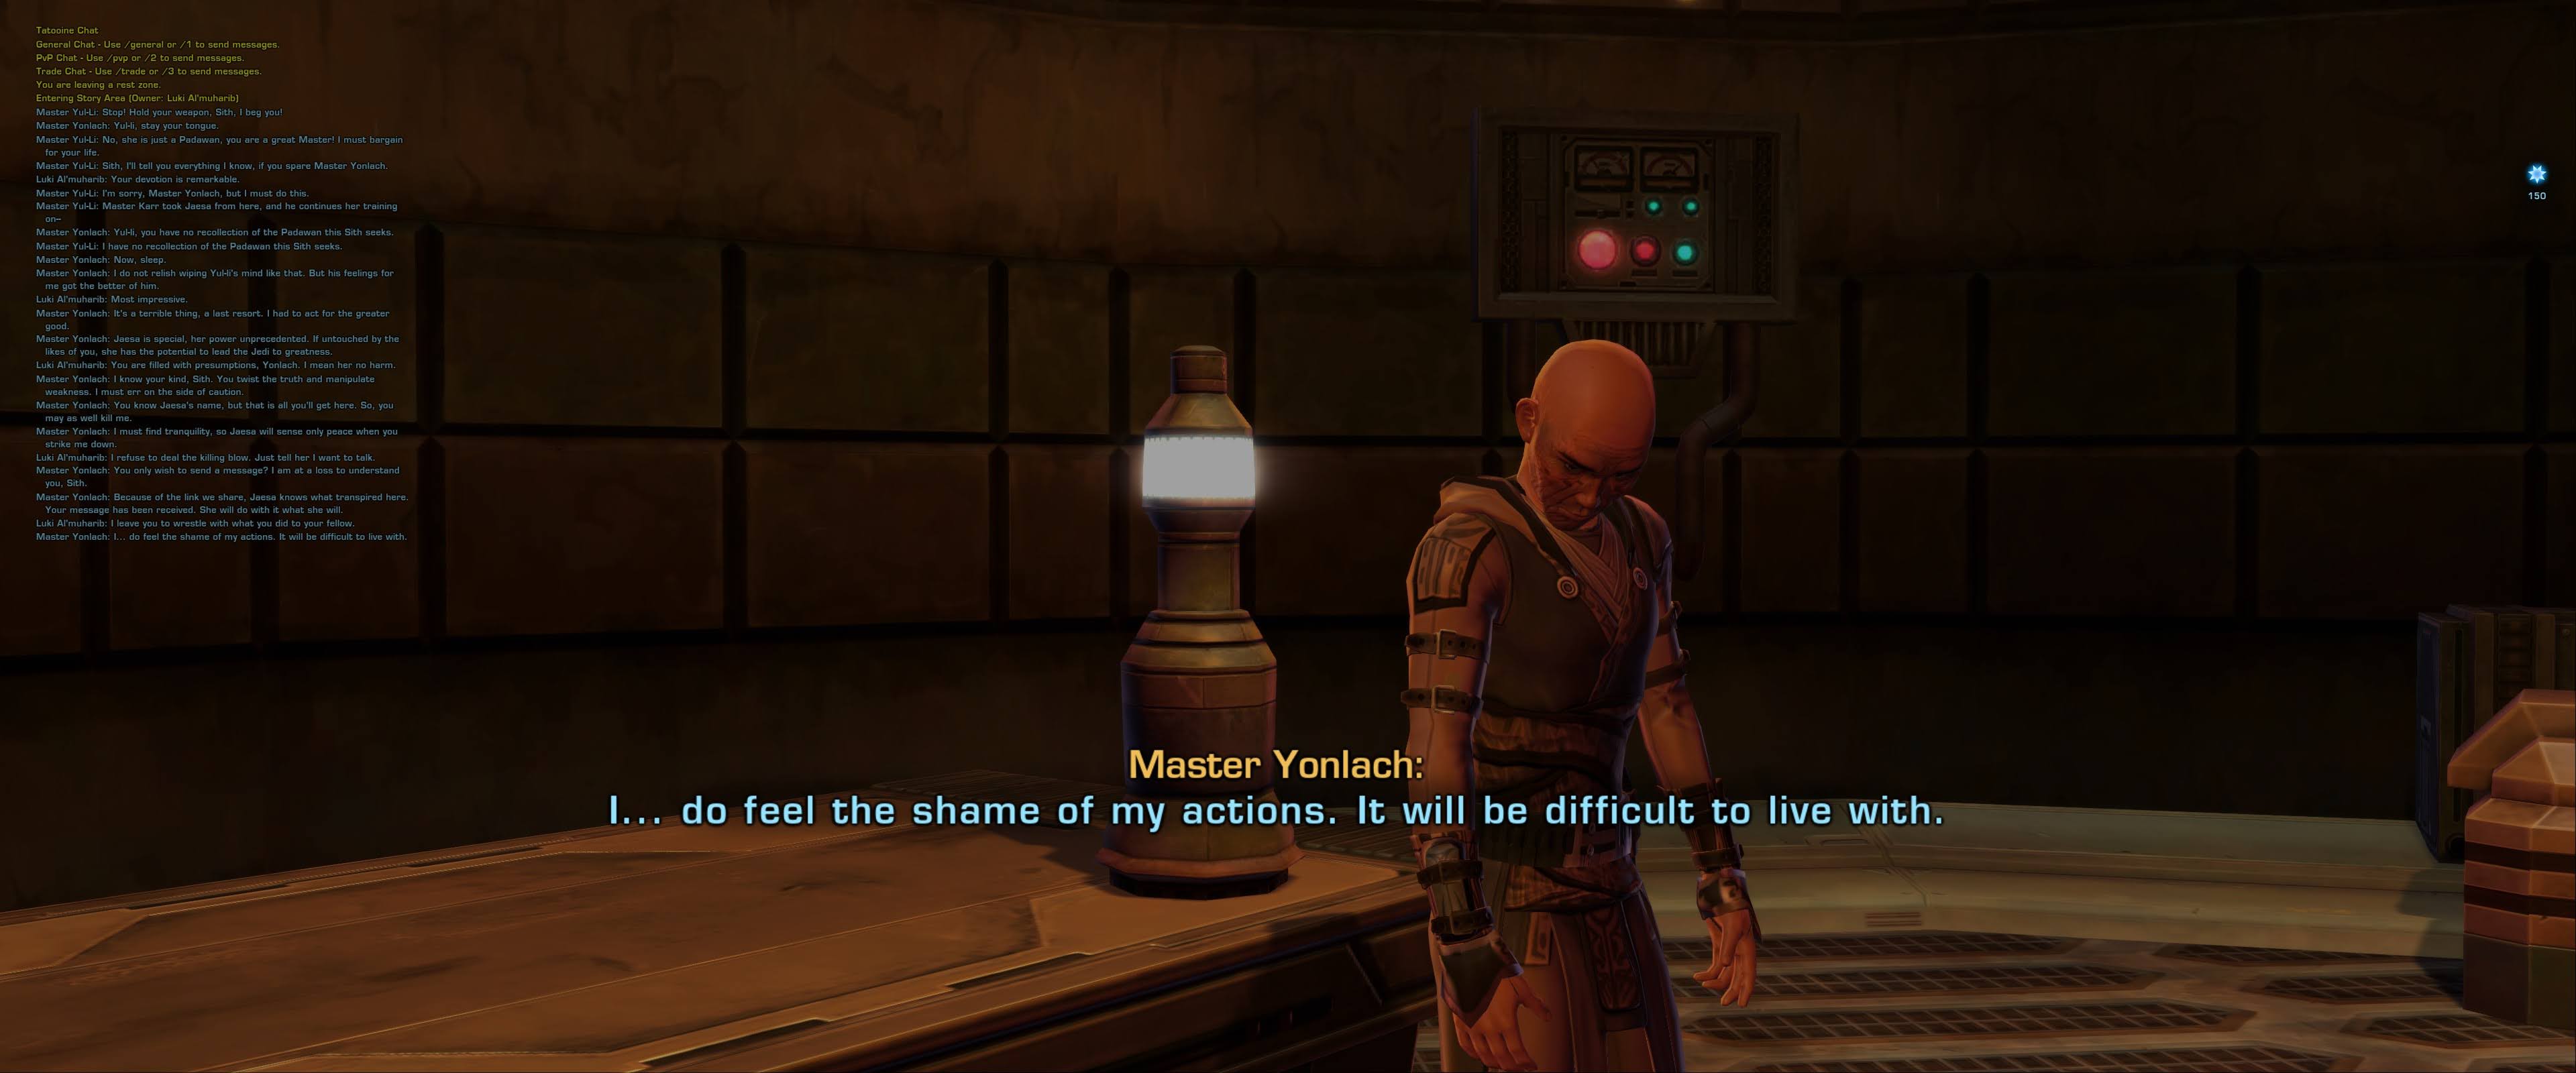 Tatooine Chat
General Chat - Use /general or /1 to send messages.
PvP Chat - Use /pvp or /2 to send messages.
Trade Chat - Use /trade or /3 to send messages.
You are leaving a rest zone.
Entering Story Area (Owner: Luki Al'muharib)
Master Yul-Li: Stop! Hold your weapon, Sith, I beg you!
Master Yonlach: Yul-li, stay your tongue.
Master Yul-Li: No, she is just a Padawan, you are a great Master! I must bargain
for your life.
Master Yul-Li: Sith, I'll tell you everything I know, if you spare Master Yonlach.
Luki Al'muharib: Your devotion is remarkable.
Master Yul-Li: I'm sorry, Master Yonlach, but I must do this.
Master Yul-Li: Master Karr took Jaesa from here, and he continues her training
on--
Master Yonlach: Yul-li, you have no recollection of the Padawan this Sith seeks.
Master Yul-Li: I have no recollection of the Padawan this Sith seeks.
Master Yonlach: Now, sleep.
Master Yonlach: I do not relish wiping Yul-li's mind like that. But his feelings for
me got the better of him.
Luki Al'muharib: Most impressive.
Master Yonlach: It's a terrible thing, a last resort. I had to act for the greater
good.
Master Yonlach: Jaesa is special, her power unprecedented. If untouched by the
likes of you, she has the potential to lead the Jedi to greatness.
Luki Al'muharib: You are filled with presumptions, Yonlach. I mean her no harm.
Master Yonlach: I know your kind, Sith. You twist the truth and manipulate
weakness. I must err on the side of caution.
Master Yonlach: You know Jaesa's name, but that is all you'll get here. So, you
may as well kill me.
Master Yonlach: I must find tranquility, so Jaesa will sense only peace when you
strike me down.
Luki Al'muharib: I refuse to deal the killing blow. Just tell her I want to talk.
Master Yonlach: You only wish to send a message? I am at a loss to understand
you, Sith.
Master Yonlach: Because of the link we share, Jaesa knows what transpired here.
Your message has been received. She will do with it what she will.
Luki Al'muharib: I leave you to wrestle with what you did to your fellow.
Master Yonlach: I... do feel the shame of my actions. It will be difficult to live with.
150
Master Yonlach:
I... do feel the shame of my actions. It will be difficult to live with.